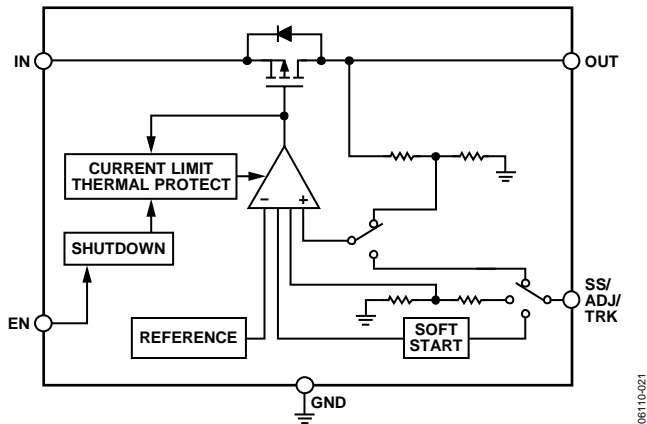 IN
OUT
CURRENT LIMIT
THERMAL PROTECT
– +
SHUTDOWN
SS/
ADJ/
TRK
EN
REFERENCE
SOFT
START
GND
06110-021